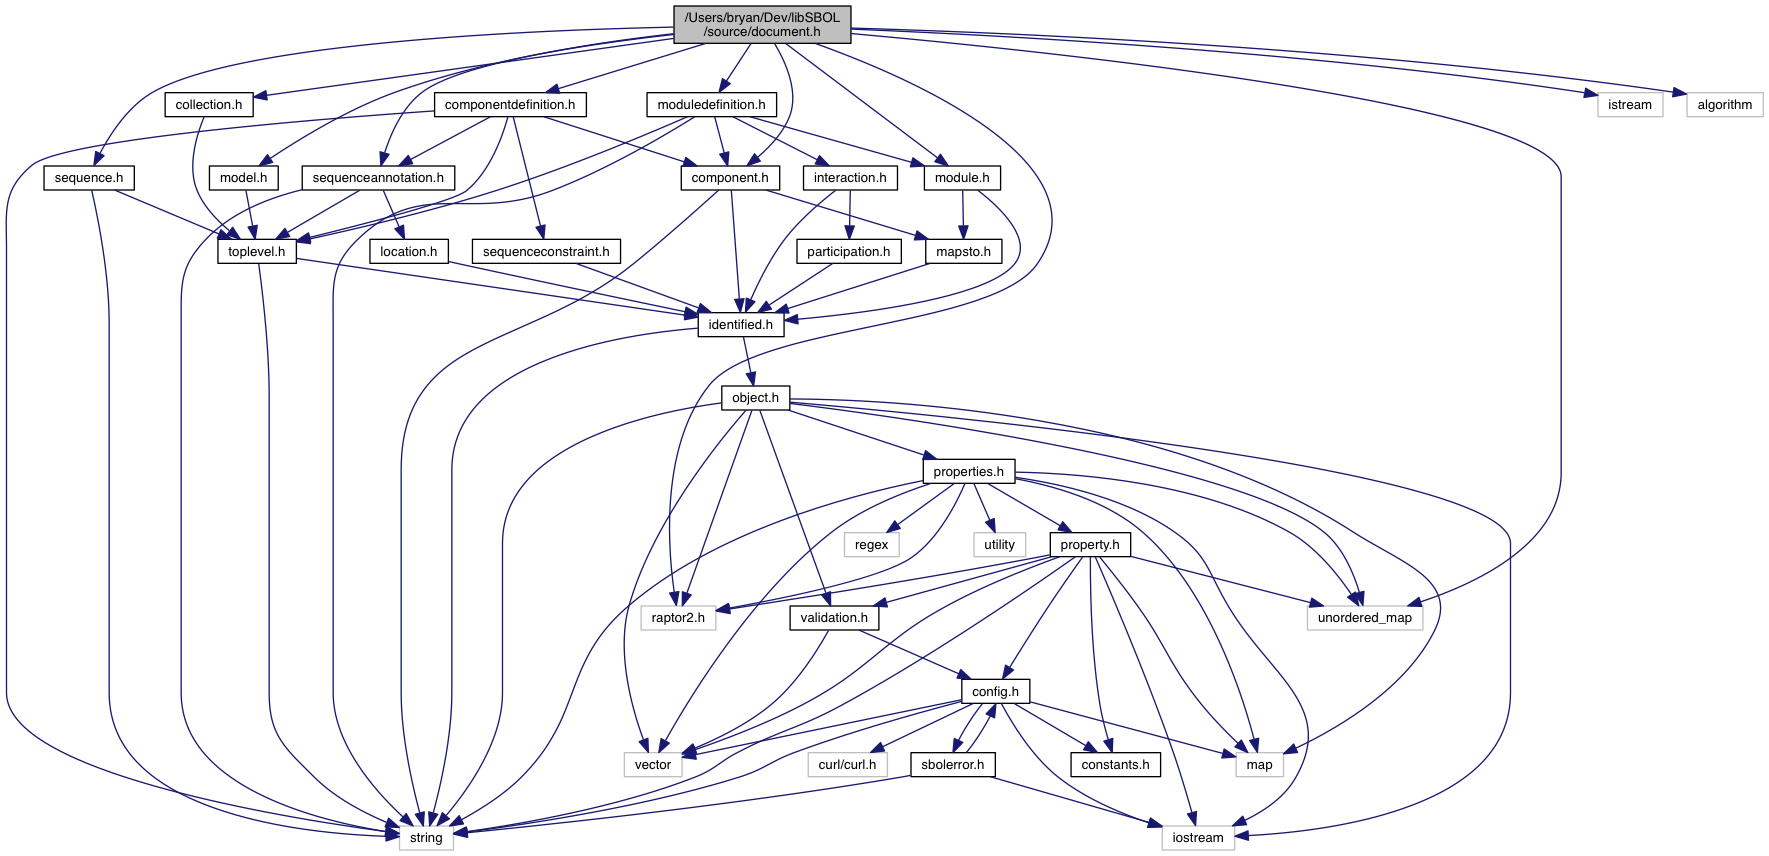 /Users/bryan/Dev/libSBOL
/source/document.h
collection.h
componentdefinition.h
moduledefinition.h
istream
algorithm
sequence.h
model.h
sequenceannotation.h
component.h
interaction.h
module.h
toplevel.h
location.h
sequenceconstraint.h
participation.h
mapsto.h
identified.h
object.h
properties.h
regex
utility
property.h
raptor2.h
validation.h
unordered_map
config.h
vector
curl/curl.h
sbolerror.h
constants.h
map
string
iostream